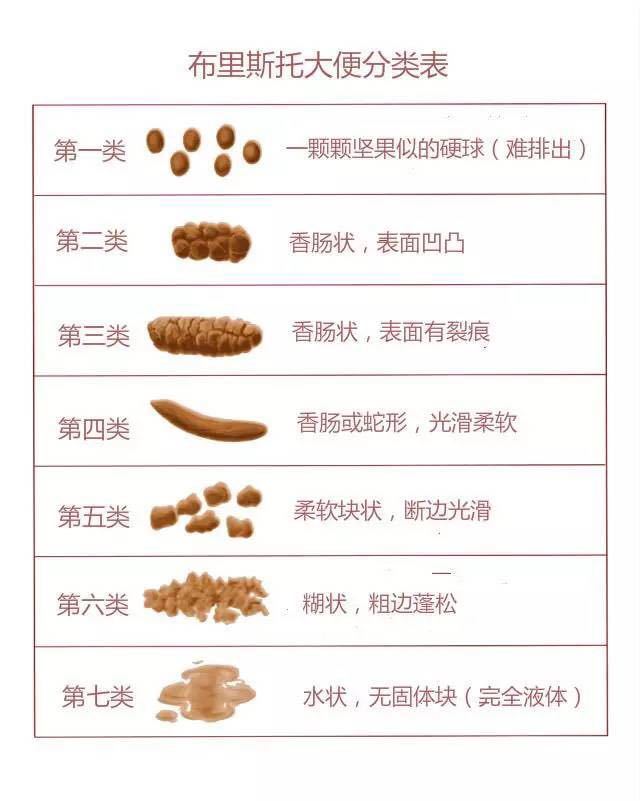 布里斯托大便分类表
第一类 一颗颗坚果似的硬球（难排出）
第二类 香肠状，表面凹凸
第三类 香肠状，表面有裂痕
第四类 香肠或蛇形，光滑柔软
第五类 柔软块状，断边光滑
第六类 糊状，粗边蓬松
第七类 水状，无固体块（完全液体）